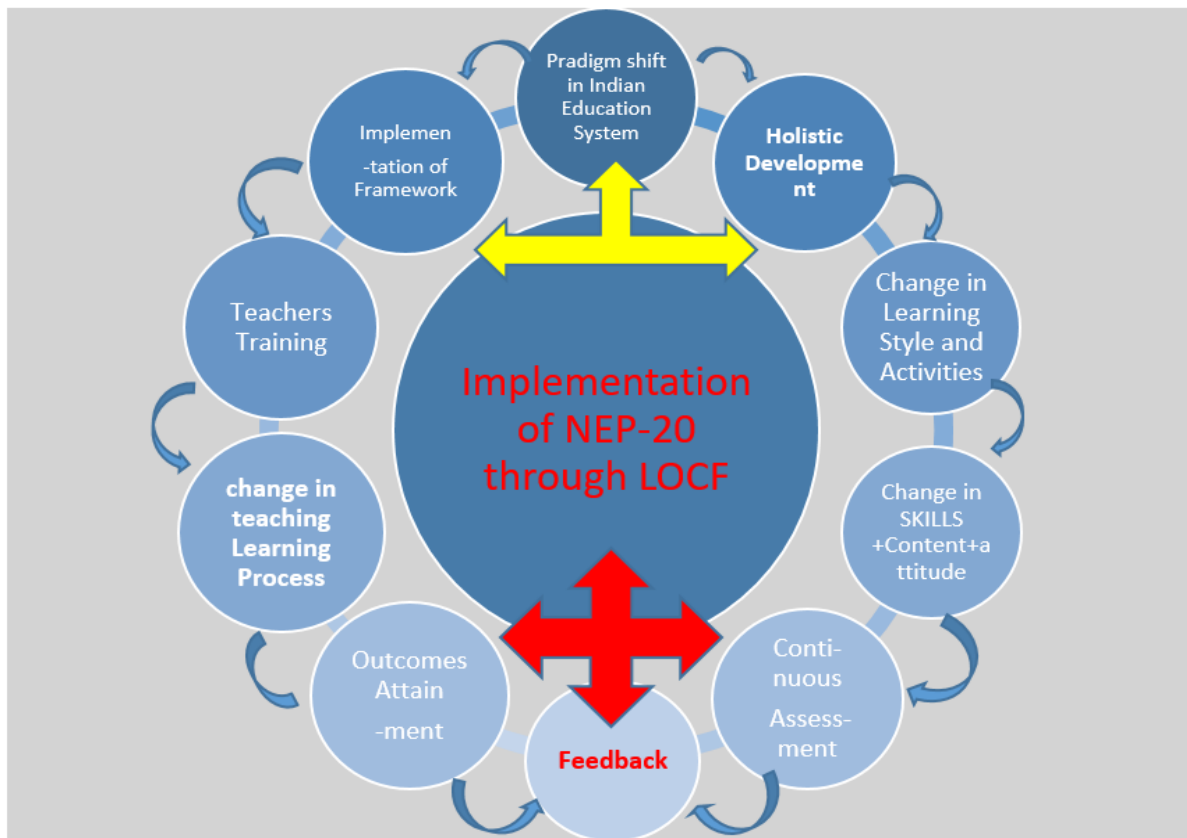 Pradigm shift
in Indian
Education
System
Holistic
Developme
nt
Change in
Learning
Style and
Activities
Change in
SKILLS
+Content+a
ttitude
Conti-
nuous
Assess-
ment
Feedback
Outcomes
Attain
-ment
change in
teaching
Learning
Process
Teachers
Training
Implemen
-tation of
Framework
Implementation
of NEP-20
through LOCF